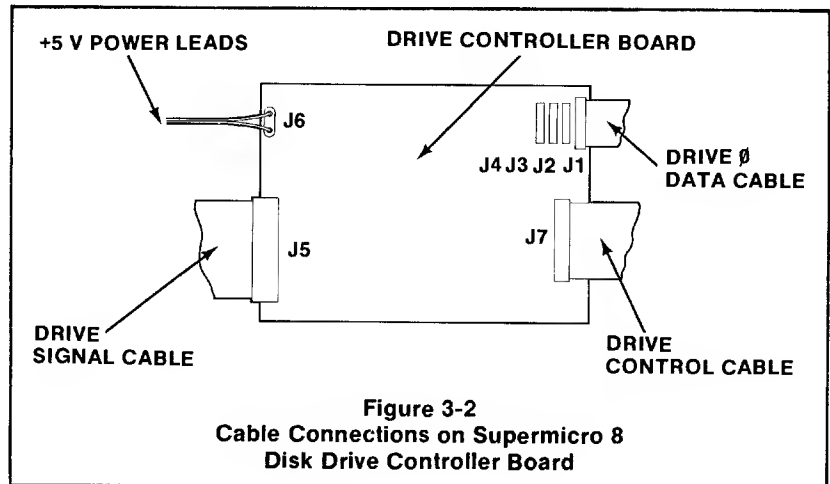 +5 V POWER LEADS
DRIVE CONTROLLER BOARD
J6
J4 J3 J2 J1
DRIVE Ø
DATA CABLE
J5
J7
DRIVE
SIGNAL CABLE
DRIVE
CONTROL CABLE
Figure 3-2
Cable Connections on Supermicro 8
Disk Drive Controller Board